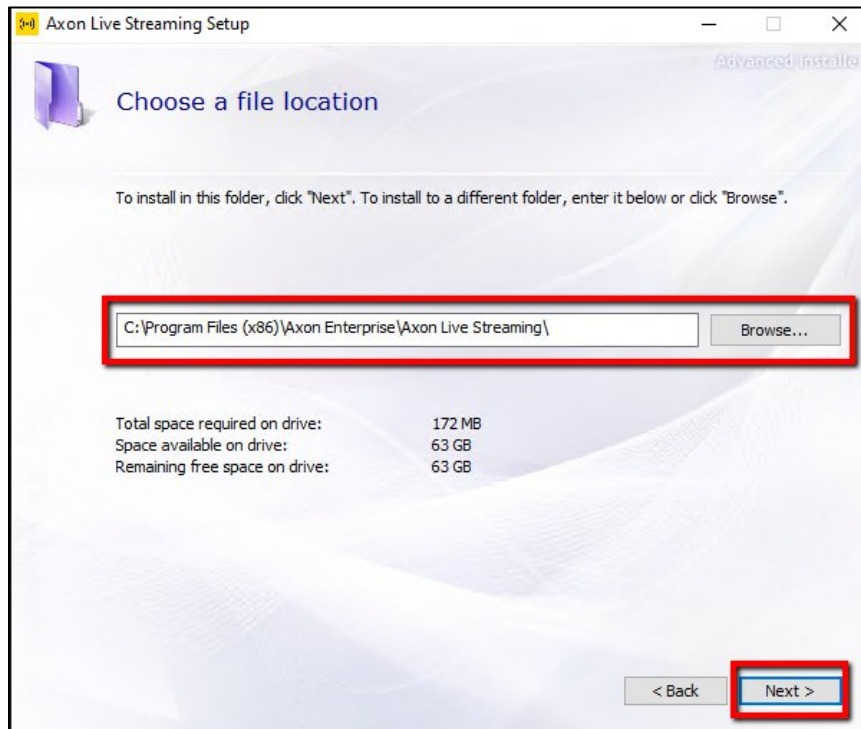 Axon Live Streaming Setup
Advanced Installer
Choose a file location
To install in this folder, click "Next". To install to a different folder, enter it below or click "Browse".
C:\Program Files (x86)\Axon Enterprise\Axon Live Streaming\
Browse...
Total space required on drive: 172 MB
Space available on drive: 63 GB
Remaining free space on drive: 63 GB
< Back
Next >